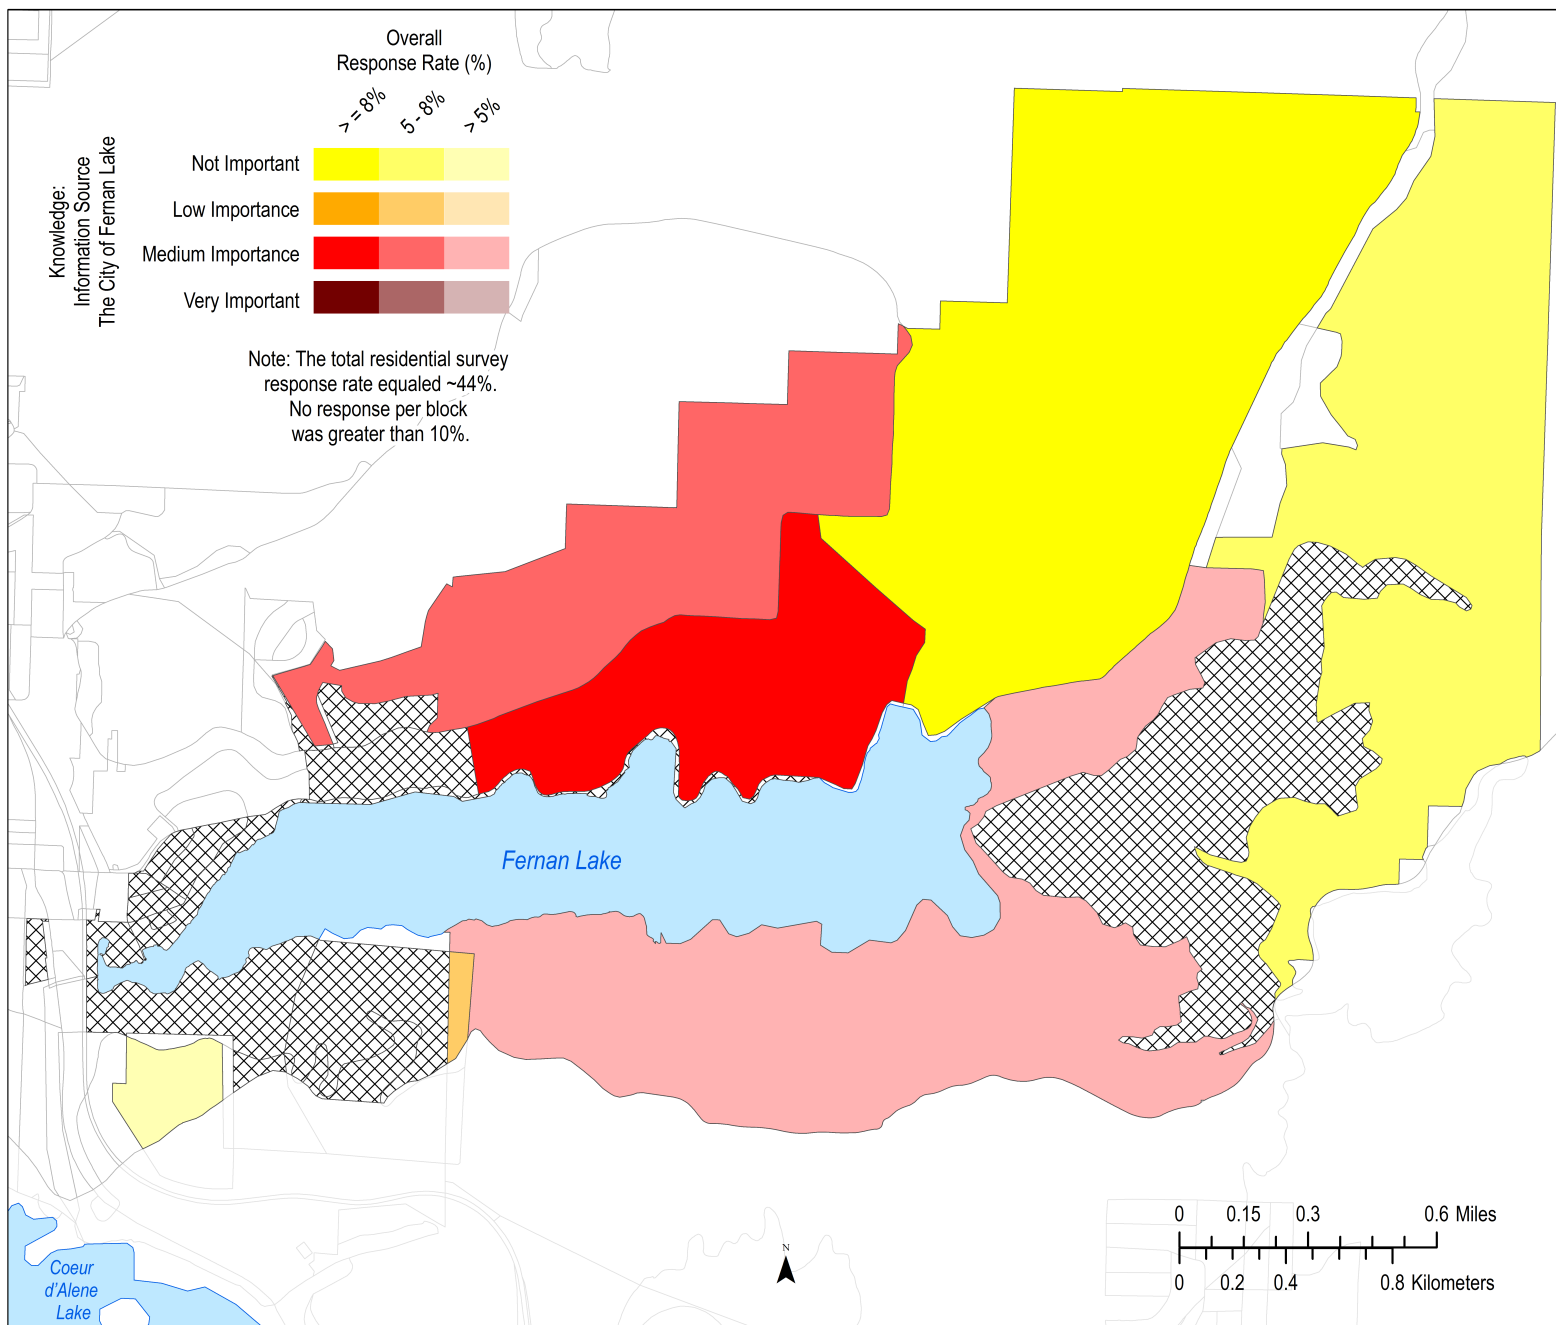 Overall
Response Rate (%)
> = 8%
5 - 8%
> 5%
Knowledge:
Information Source
The City of Fernan Lake
Not Important
Low Importance
Medium Importance
Very Important
Note: The total residential survey
response rate equaled ~44%.
No response per block
was greater than 10%.
Fernan Lake
Coeur
d'Alene
Lake
N
0 0.15 0.3 0.6 Miles
0 0.2 0.4 0.8 Kilometers